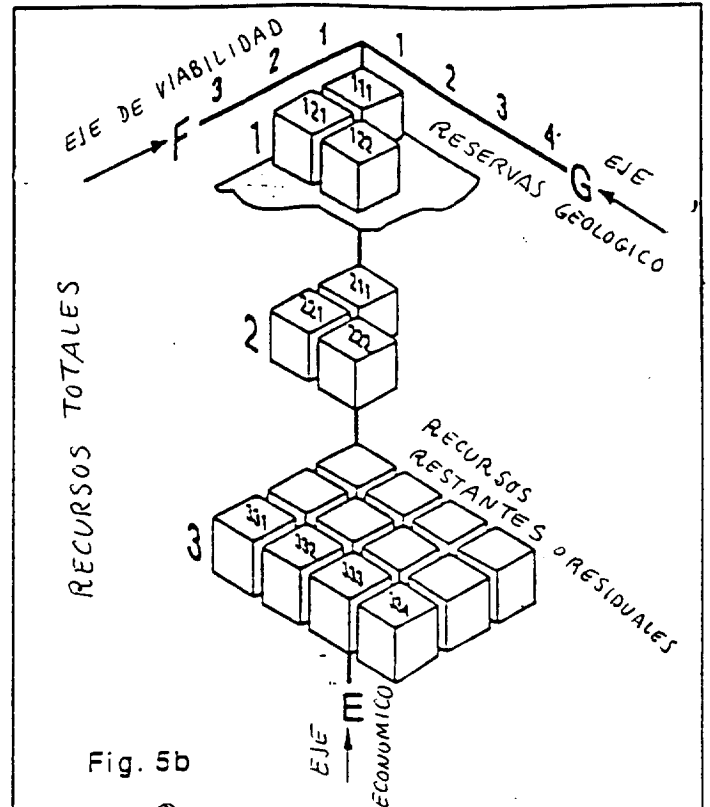 EJE DE VIABILIDAD
3 2 1
1 2 3 4
F
G
EJE
GEOLOGICO
RESERVAS
1
111
121
122
2
211
221
222
RECURSOS TOTALES
RECURSOS
RESTANTES O RESIDUALES
3
331
332
333
E
EJE
ECONOMICO
Fig. 5b